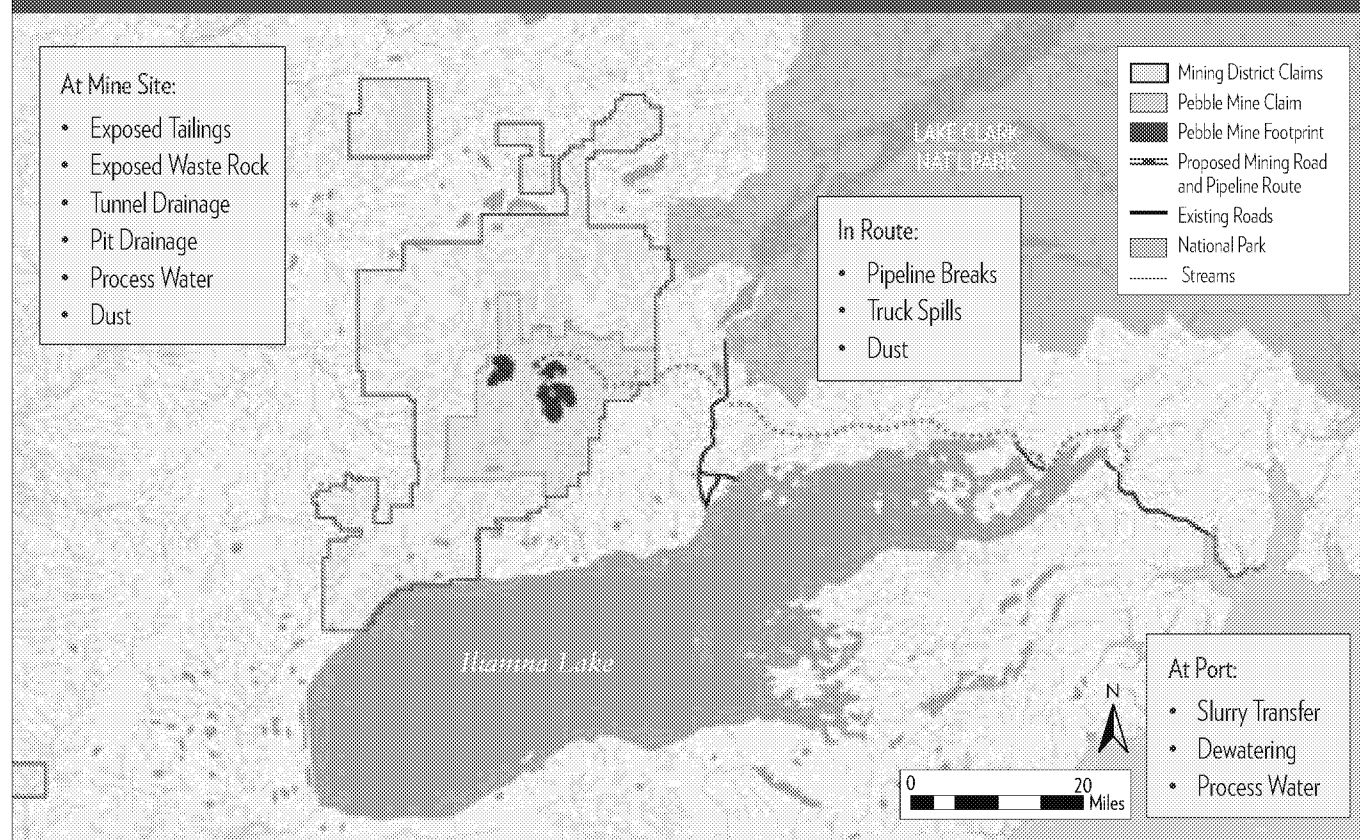 At Mine Site:
• Exposed Tailings
• Exposed Waste Rock
• Tunnel Drainage
• Pit Drainage
• Process Water
• Dust
LAKE CLARK
NAT'L PARK
In Route:
• Pipeline Breaks
• Truck Spills
• Dust
Mining District Claims
Pebble Mine Claim
Pebble Mine Footprint
Proposed Mining Road
and Pipeline Route
Existing Roads
National Park
Streams
Iliamna Lake
At Port:
• Slurry Transfer
• Dewatering
• Process Water
N
0 20
Miles